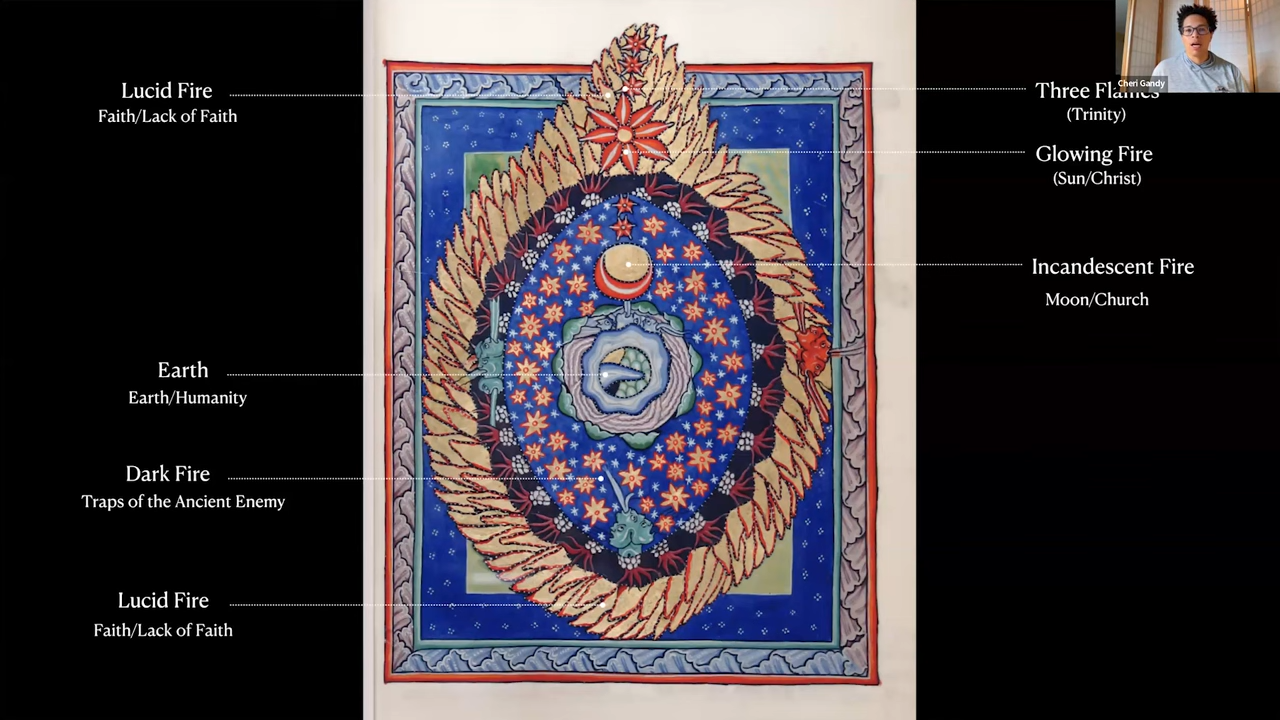 Lucid Fire
Faith/Lack of Faith
Earth
Earth/Humanity
Dark Fire
Traps of the Ancient Enemy
Lucid Fire
Faith/Lack of Faith
Cheri Gandy
Three Flames
(Trinity)
Glowing Fire
(Sun/Christ)
Incandescent Fire
Moon/Church